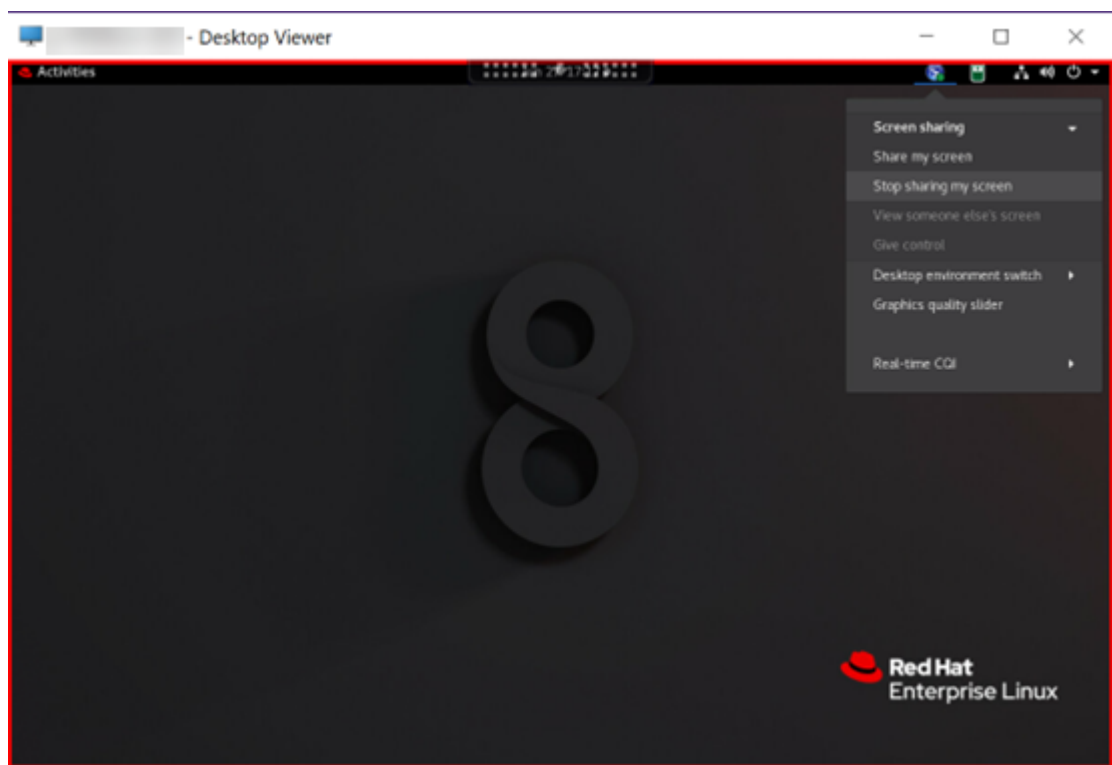 - Desktop Viewer
Activities
Screen sharing
Share my screen
Stop sharing my screen
View someone else's screen
Give control
Desktop environment switch
Graphics quality slider
Real-time CQI
8
Red Hat
Enterprise Linux